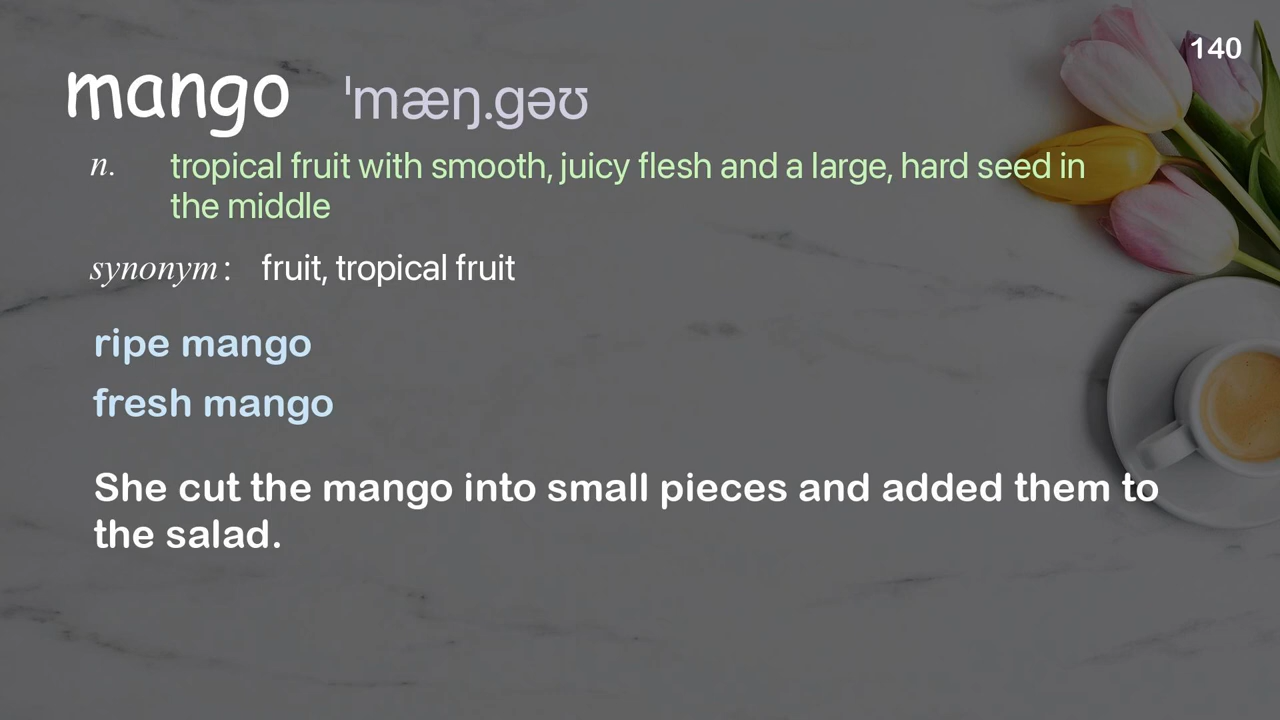 140
mango ˈmæŋ.gəʊ
n. tropical fruit with smooth, juicy flesh and a large, hard seed in
the middle
synonym: fruit, tropical fruit
ripe mango
fresh mango
She cut the mango into small pieces and added them to
the salad.